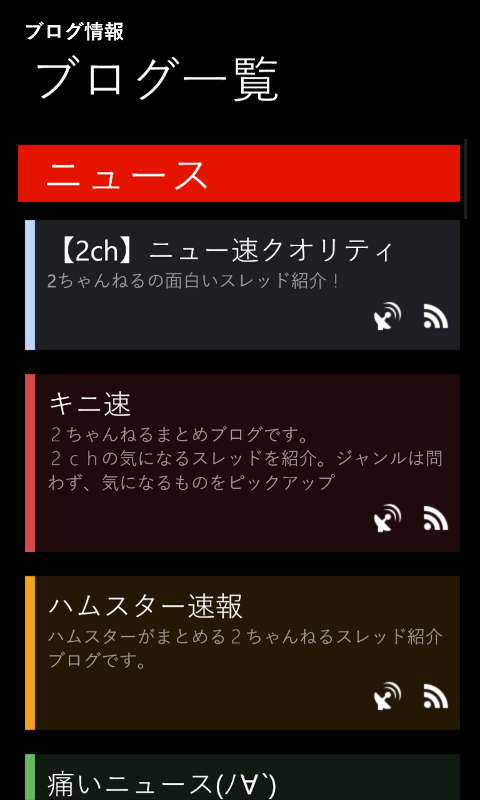 ブログ情報
ブログ一覧
ニュース
【2ch】ニュー速クオリティ
2ちゃんねるの面白いスレッド紹介！
キニ速
２ちゃんねるまとめブログです。
２ｃｈの気になるスレッドを紹介。ジャンルは問
わず、気になるものをピックアップ
ハムスター速報
ハムスターがまとめる２ちゃんねるスレッド紹介
ブログです。
痛いニュース(ﾉ∀`)